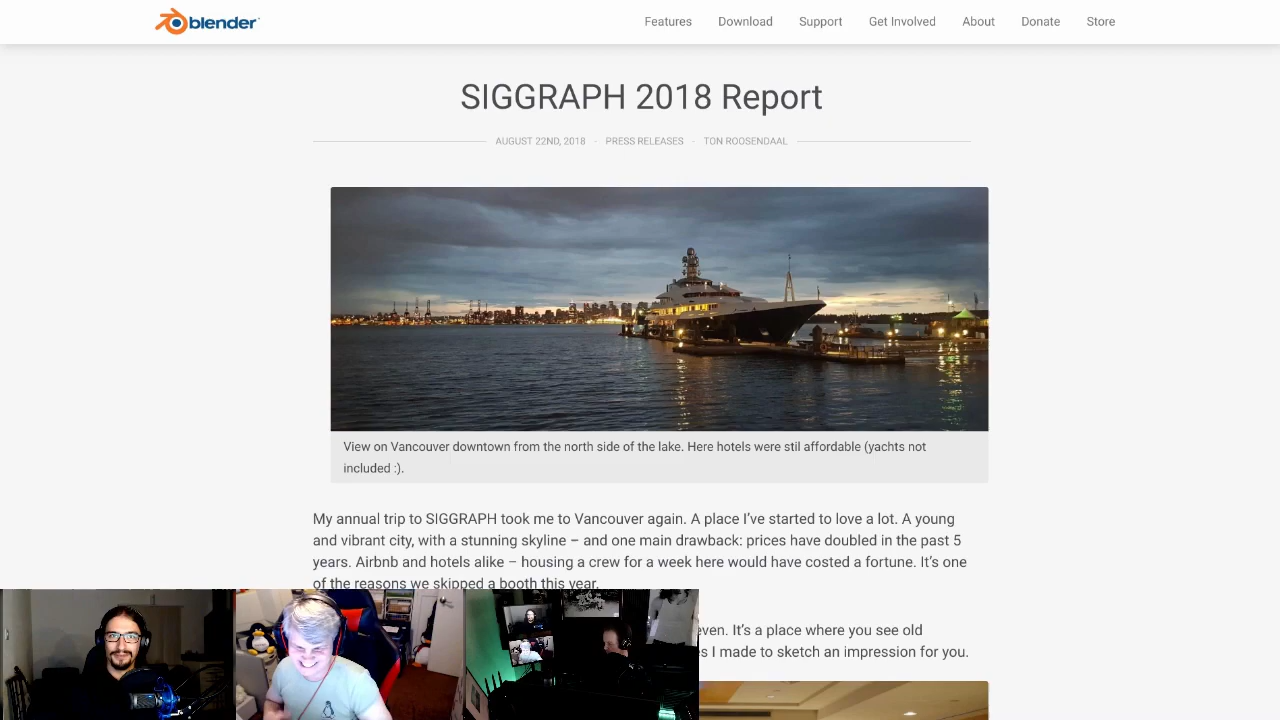 blender
Features Download Support Get Involved About Donate Store
SIGGRAPH 2018 Report
AUGUST 22ND, 2018 · PRESS RELEASES · TON ROOSENDAAL
View on Vancouver downtown from the north side of the lake. Here hotels were stil affordable (yachts not
included :).
My annual trip to SIGGRAPH took me to Vancouver again. A place I’ve started to love a lot. A young
and vibrant city, with a stunning skyline – and one main drawback: prices have doubled in the past 5
years. Airbnb and hotels alike – housing a crew for a week here would have costed a fortune. It’s one
of the reasons we skipped a booth this year.
even. It’s a place where you see old
I made to sketch an impression for you.